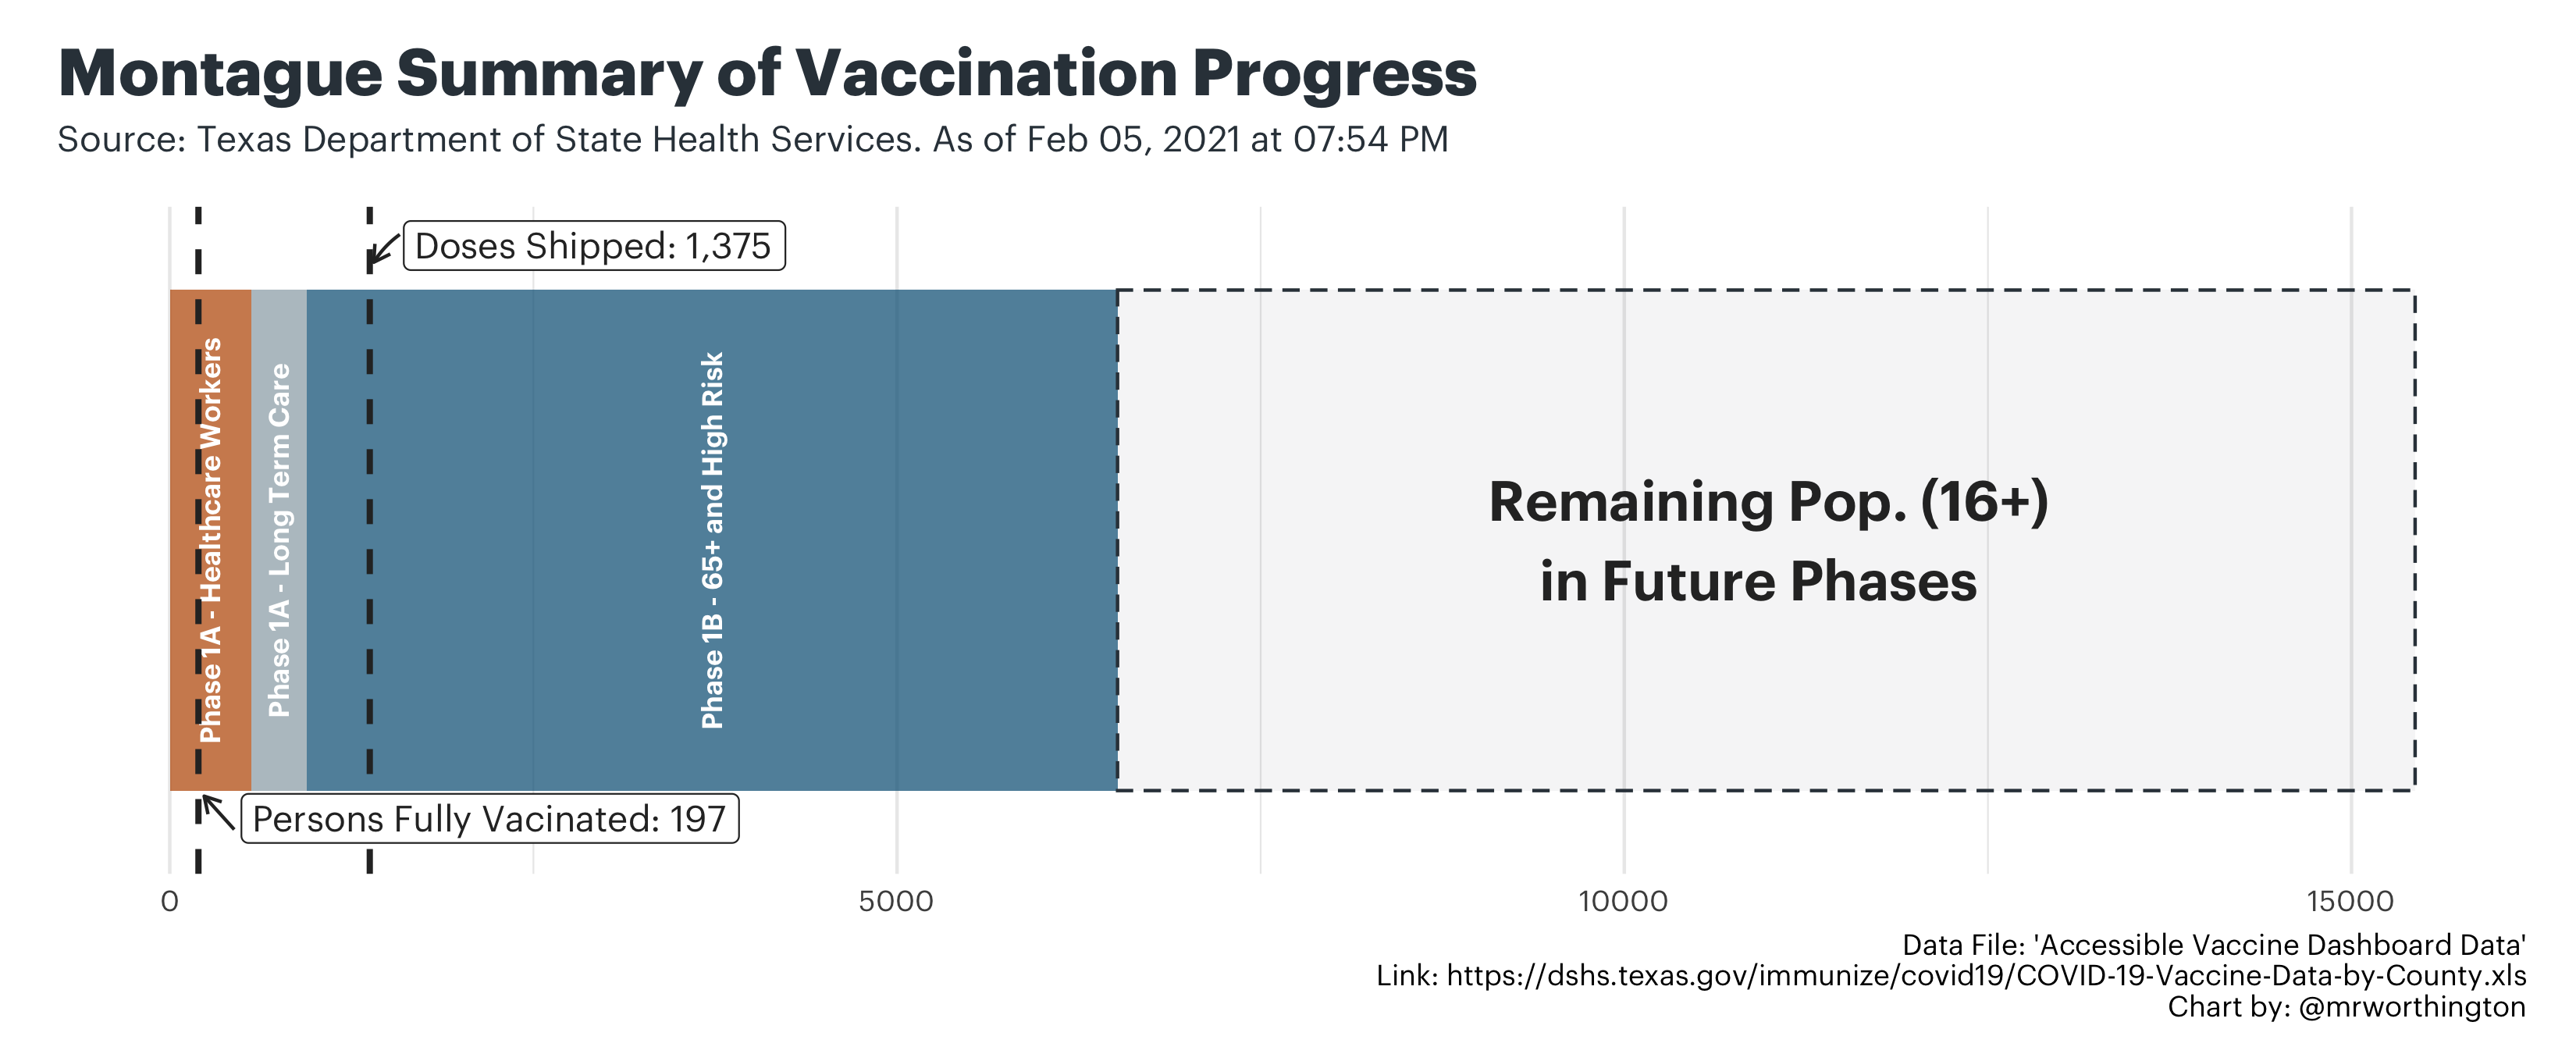 Montague Summary of Vaccination Progress
Source: Texas Department of State Health Services. As of Feb 05, 2021 at 07:54 PM
Doses Shipped: 1,375
Phase 1A - Healthcare Workers
Phase 1A - Long Term Care
Phase 1B - 65+ and High Risk
Remaining Pop. (16+)
in Future Phases
Persons Fully Vacinated: 197
0
5000
10000
15000
Data File: 'Accessible Vaccine Dashboard Data'
Link: https://dshs.texas.gov/immunize/covid19/COVID-19-Vaccine-Data-by-County.xls
Chart by: @mrworthington